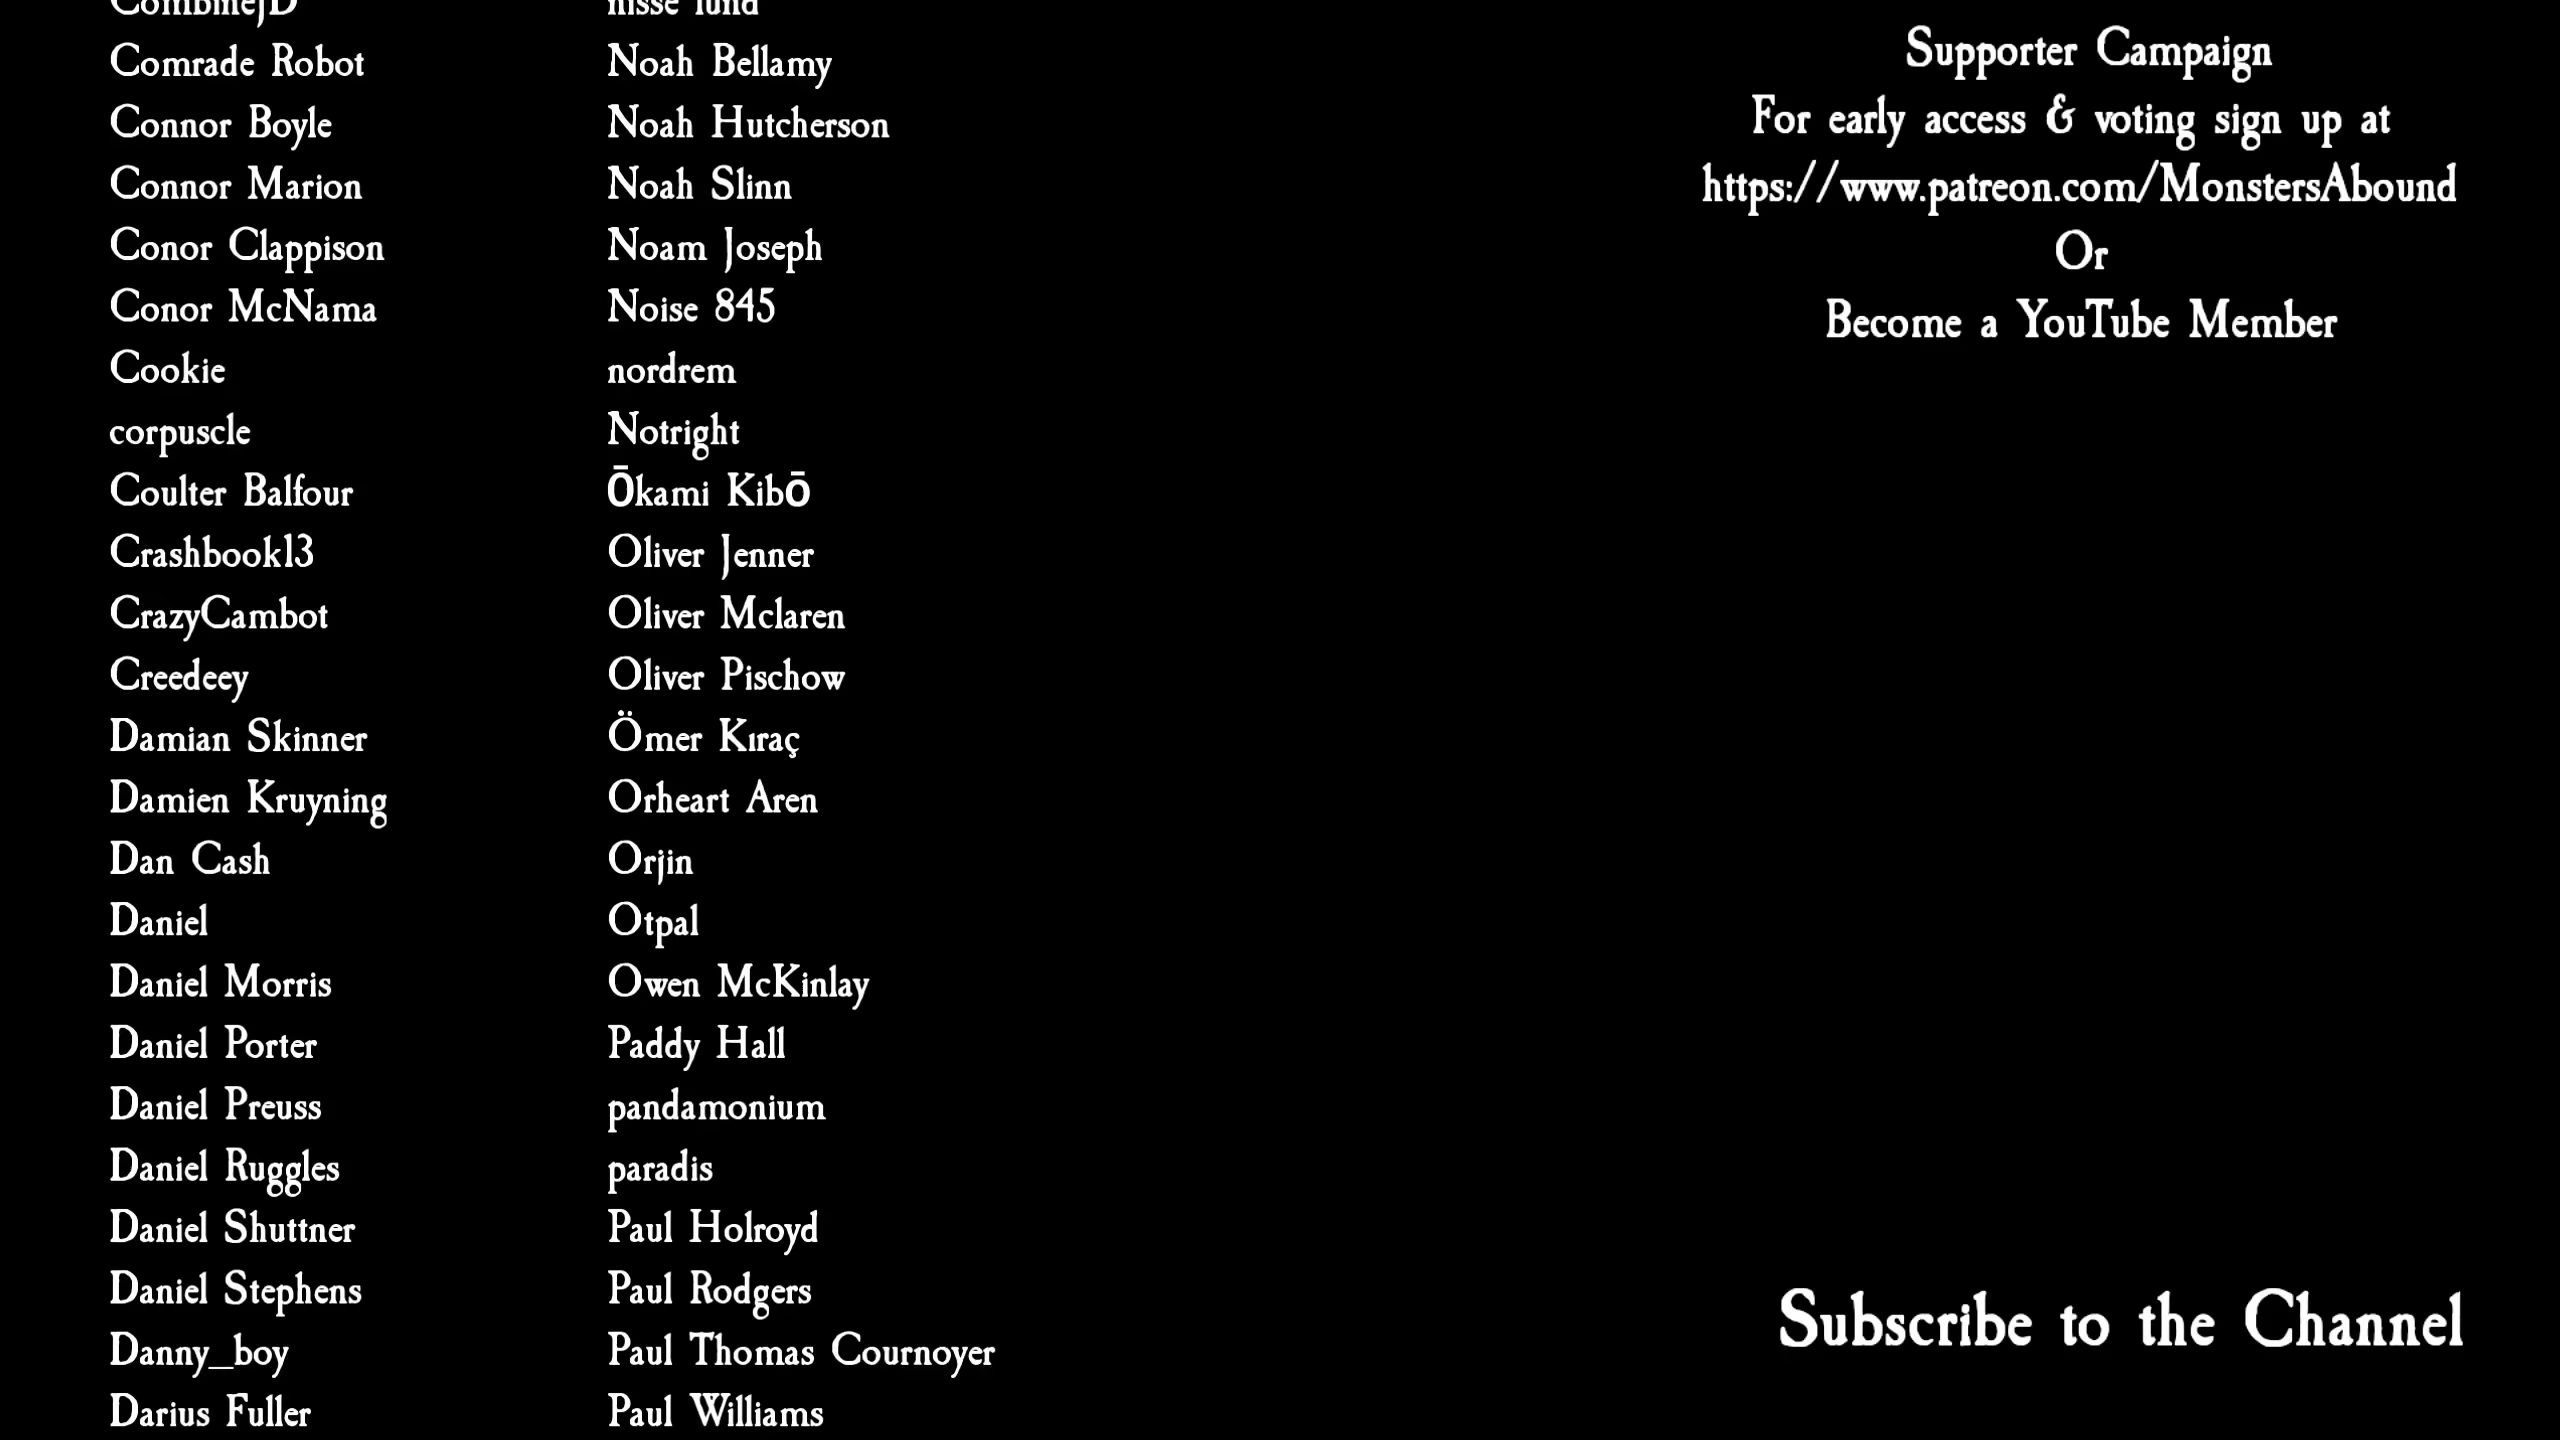 CombineJD
Comrade Robot
Connor Boyle
Connor Marion
Conor Clappison
Conor McNama
Cookie
corpuscle
Coulter Balfour
Crashbook13
CrazyCambot
Creedeey
Damian Skinner
Damien Kruyning
Dan Cash
Daniel
Daniel Morris
Daniel Porter
Daniel Preuss
Daniel Ruggles
Daniel Shuttner
Daniel Stephens
Danny_boy
Darius Fuller
nisse lund
Noah Bellamy
Noah Hutcherson
Noah Slinn
Noam Joseph
Noise 845
nordrem
Notright
Ōkami Kibō
Oliver Jenner
Oliver Mclaren
Oliver Pischow
Ömer Kıraç
Orheart Aren
Orjin
Otpal
Owen McKinlay
Paddy Hall
pandamonium
paradis
Paul Holroyd
Paul Rodgers
Paul Thomas Cournoyer
Paul Williams
Supporter Campaign
For early access & voting sign up at
https://www.patreon.com/MonstersAbound
Or
Become a YouTube Member
Subscribe to the Channel